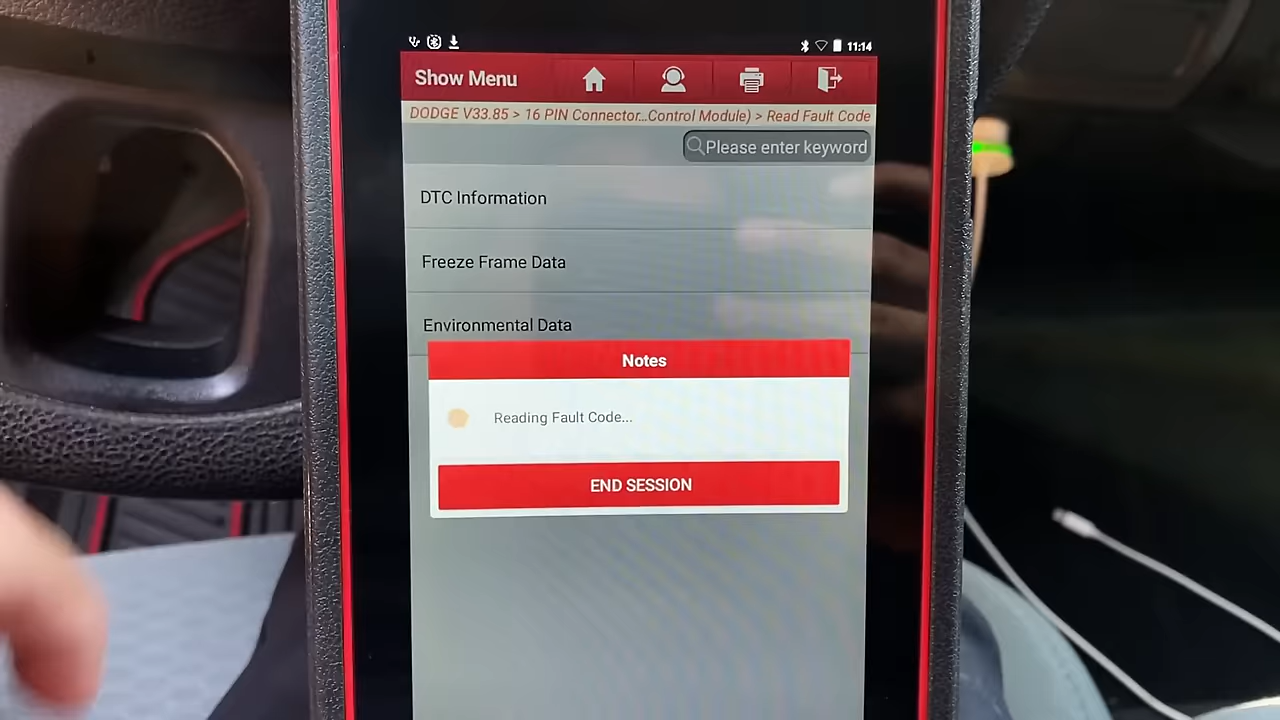 11:14
Show Menu
DODGE V33.85 > 16 PIN Connector...Control Module) > Read Fault Code
Please enter keyword
DTC Information
Freeze Frame Data
Environmental Data
Notes
Reading Fault Code...
END SESSION